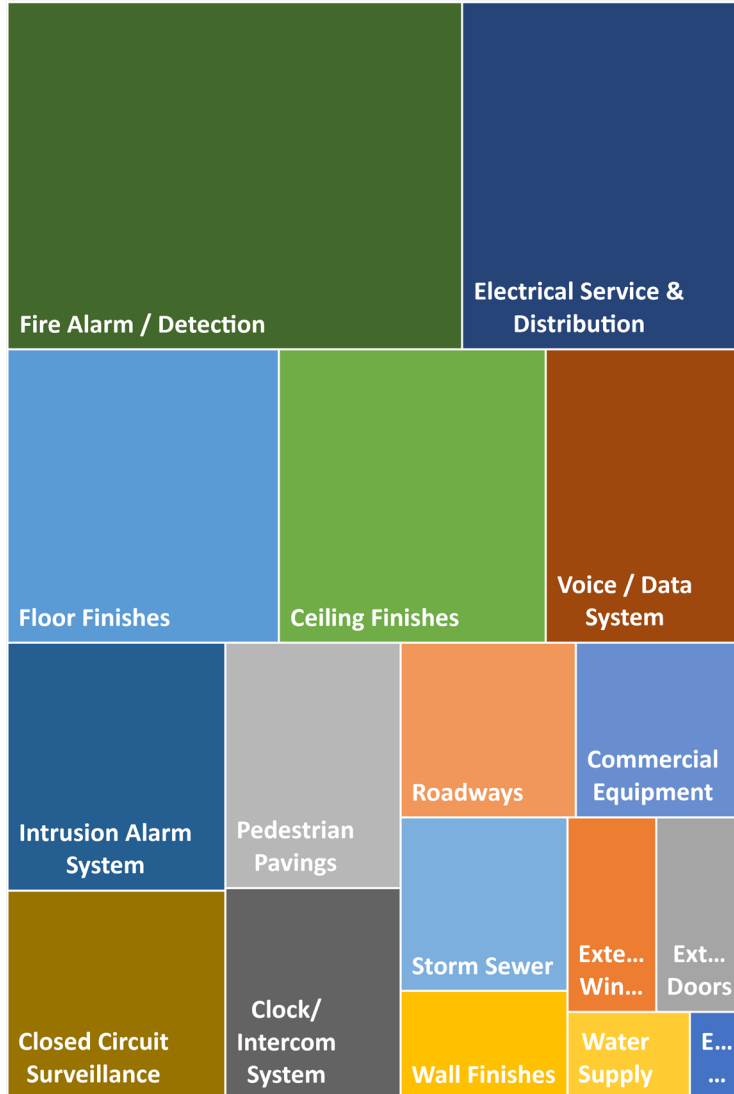 Fire Alarm / Detection
Electrical Service &
Distribution
Floor Finishes
Ceiling Finishes
Voice / Data
System
Intrusion Alarm
System
Pedestrian
Pavings
Roadways
Commercial
Equipment
Closed Circuit
Surveillance
Clock/
Intercom
System
Storm Sewer
Wall Finishes
Exte...
Win...
Ext...
Doors
Water
Supply
E...
...